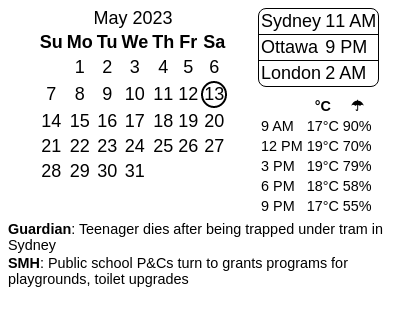 May 2023
Su Mo Tu We Th Fr Sa
1 2 3 4 5 6
7 8 9 10 11 12 13
14 15 16 17 18 19 20
21 22 23 24 25 26 27
28 29 30 31
Sydney 11 AM
Ottawa 9 PM
London 2 AM
°C ☂
9 AM 17°C 90%
12 PM 19°C 70%
3 PM 19°C 79%
6 PM 18°C 58%
9 PM 17°C 55%
Guardian: Teenager dies after being trapped under tram in
Sydney
SMH: Public school P&Cs turn to grants programs for
playgrounds, toilet upgrades